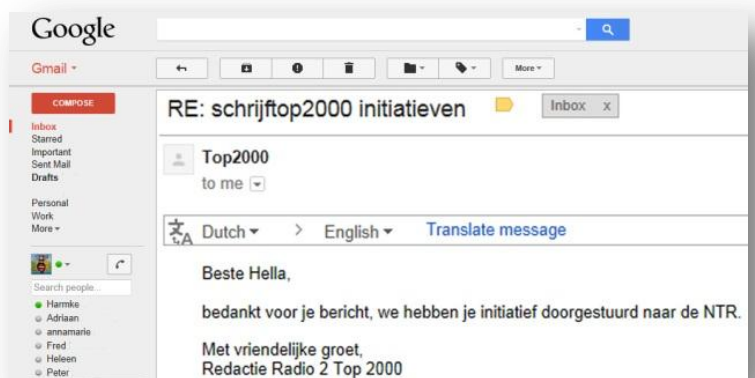 Google
Gmail
More
COMPOSE
RE: schrijftop2000 initiatieven
Inbox x
Inbox
Starred
Important
Sent Mail
Drafts
Personal
Work
More
Top2000
to me
Dutch > English Translate message
Search people...
Harmke
Adriaan
annamarie
Fred
Heleen
Peter
Beste Hella,
bedankt voor je bericht, we hebben je initiatief doorgestuurd naar de NTR.
Met vriendelijke groet,
Redactie Radio 2 Top 2000